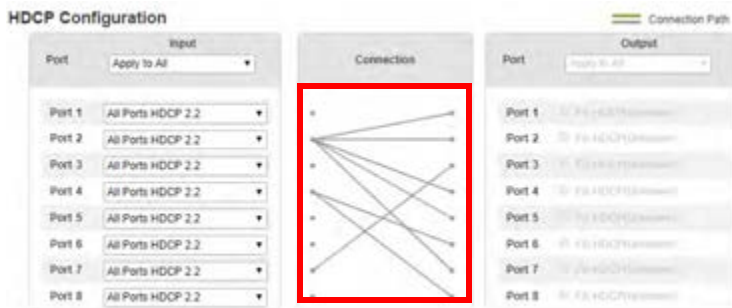 HDCP Configuration
Connection Path
Input
Port
Apply to All
Connection
Output
Port
Apply to All
Port 1 All Ports HDCP 2.2
Port 2 All Ports HDCP 2.2
Port 3 All Ports HDCP 2.2
Port 4 All Ports HDCP 2.2
Port 5 All Ports HDCP 2.2
Port 6 All Ports HDCP 2.2
Port 7 All Ports HDCP 2.2
Port 8 All Ports HDCP 2.2
Port 1
Port 2
Port 3
Port 4
Port 5
Port 6
Port 7
Port 8